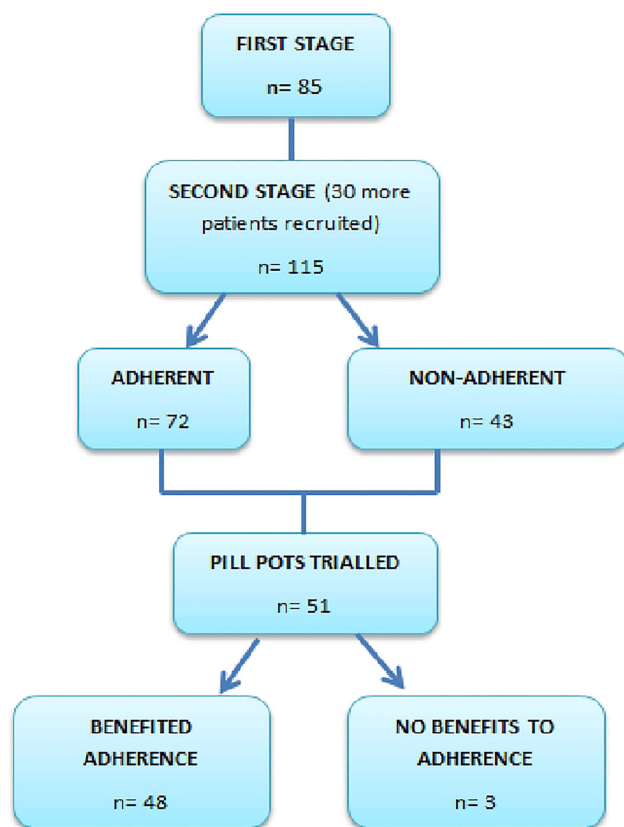 FIRST STAGE
n= 85
SECOND STAGE (30 more
patients recruited)
n= 115
ADHERENT
n= 72
NON-ADHERENT
n= 43
PILL POTS TRIALLED
n= 51
BENEFITED
ADHERENCE
n= 48
NO BENEFITS TO
ADHERENCE
n= 3